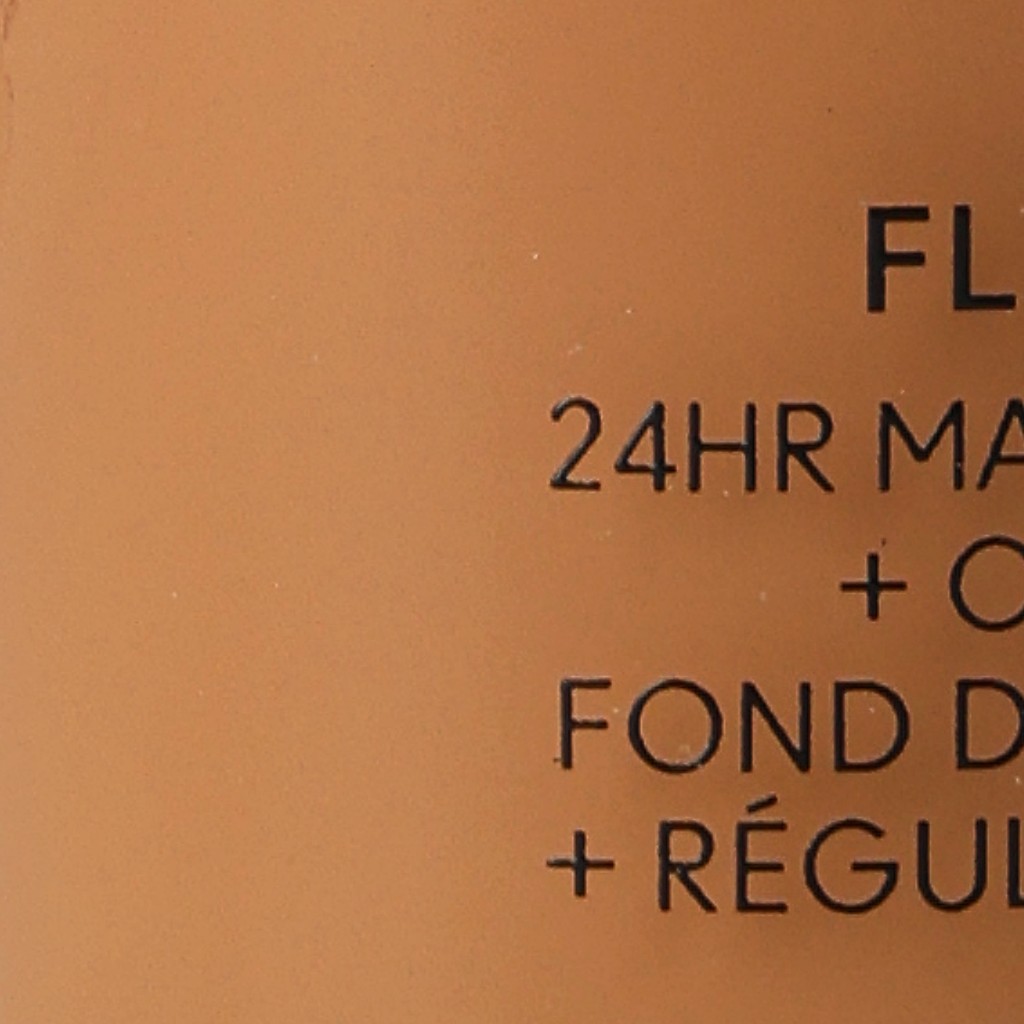 FL
24HR MA
+ O
FOND D
+ RÉGUL